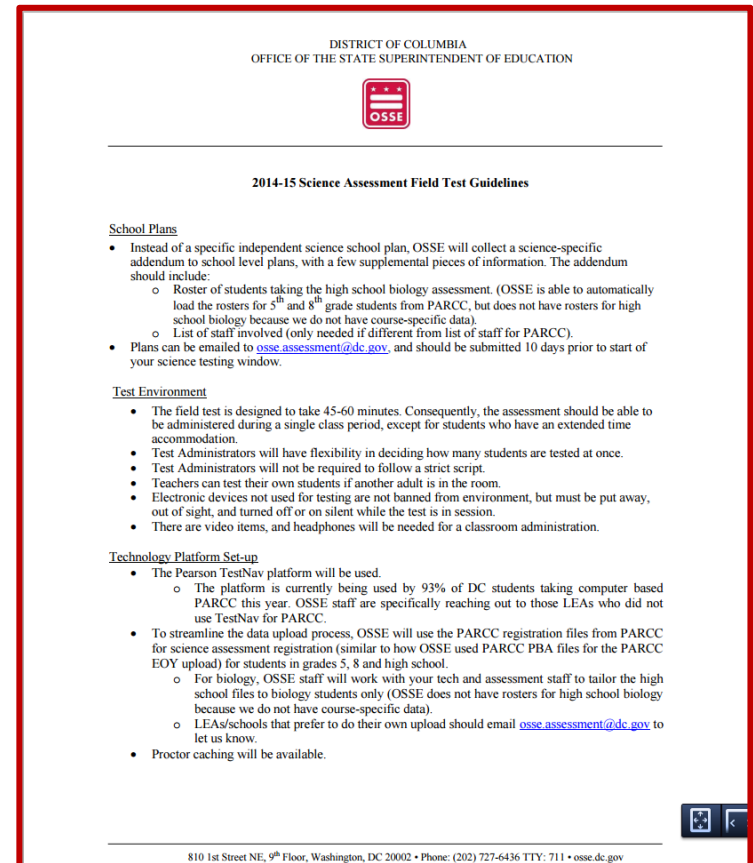 DISTRICT OF COLUMBIA
OFFICE OF THE STATE SUPERINTENDENT OF EDUCATION
OSSE
2014-15 Science Assessment Field Test Guidelines
School Plans
• Instead of a specific independent science school plan, OSSE will collect a science-specific
addendum to school level plans, with a few supplemental pieces of information. The addendum
should include:
o Roster of students taking the high school biology assessment. (OSSE is able to automatically
load the rosters for 5th and 8th grade students from PARCC, but does not have rosters for high
school biology because we do not have course-specific data).
o List of staff involved (only needed if different from list of staff for PARCC).
• Plans can be emailed to osse.assessment@dc.gov, and should be submitted 10 days prior to start of
your science testing window.
Test Environment
• The field test is designed to take 45-60 minutes. Consequently, the assessment should be able to
be administered during a single class period, except for students who have an extended time
accommodation.
• Test Administrators will have flexibility in deciding how many students are tested at once.
• Test Administrators will not be required to follow a strict script.
• Teachers can test their own students if another adult is in the room.
• Electronic devices not used for testing are not banned from environment, but must be put away,
out of sight, and turned off or on silent while the test is in session.
• There are video items, and headphones will be needed for a classroom administration.
Technology Platform Set-up
• The Pearson TestNav platform will be used.
o The platform is currently being used by 93% of DC students taking computer based
PARCC this year. OSSE staff are specifically reaching out to those LEAs who did not
use TestNav for PARCC.
• To streamline the data upload process, OSSE will use the PARCC registration files from PARCC
for science assessment registration (similar to how OSSE used PARCC PBA files for the PARCC
EOY upload) for students in grades 5, 8 and high school.
o For biology, OSSE staff will work with your tech and assessment staff to tailor the high
school files to biology students only (OSSE does not have rosters for high school biology
because we do not have course-specific data).
o LEAs/schools that prefer to do their own upload should email osse.assessment@dc.gov to
let us know.
• Proctor caching will be available.
810 1st Street NE, 9th Floor, Washington, DC 20002 • Phone: (202) 727-6436 TTY: 711 • osse.dc.gov